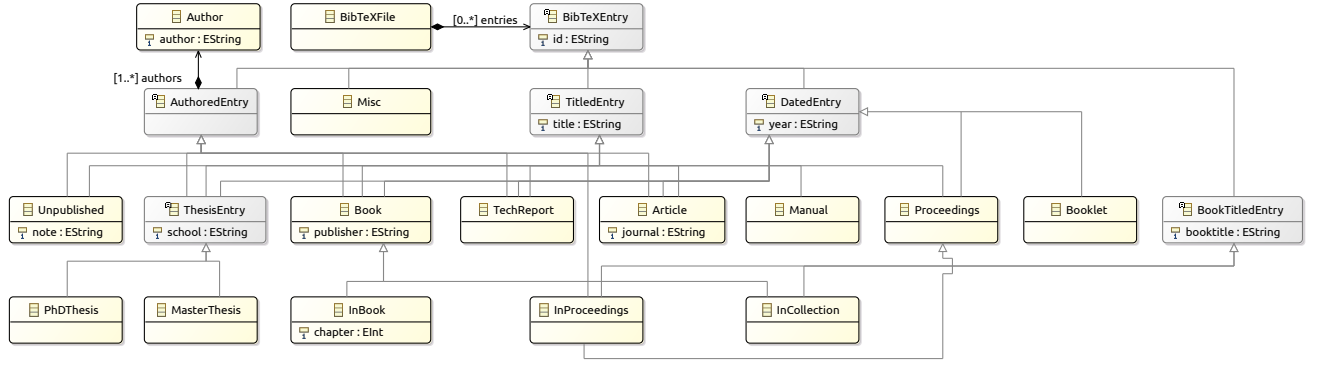 Author
author : EString
BibTeXFile
[0..*] entries
BibTeXEntry
id : EString
[1..*] authors
AuthoredEntry
Misc
TitledEntry
title : EString
DatedEntry
year : EString
Unpublished
note : EString
ThesisEntry
school : EString
Book
publisher : EString
TechReport
Article
journal : EString
Manual
Proceedings
Booklet
BookTitledEntry
booktitle : EString
PhDThesis
MasterThesis
InBook
chapter : EInt
InProceedings
InCollection